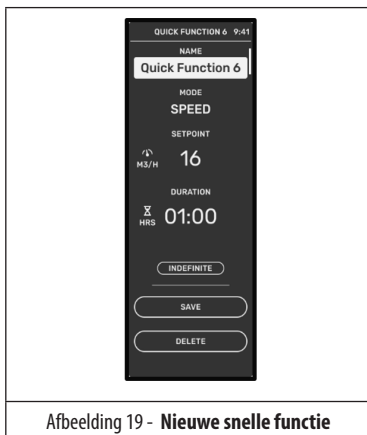 QUICK FUNCTION 6 9:41
NAME
Quick Function 6
MODE
SPEED
SETPOINT
M3/H 16
DURATION
HRS 01:00
INDEFINITE
SAVE
DELETE
Afbeelding 19 - Nieuwe snelle functie